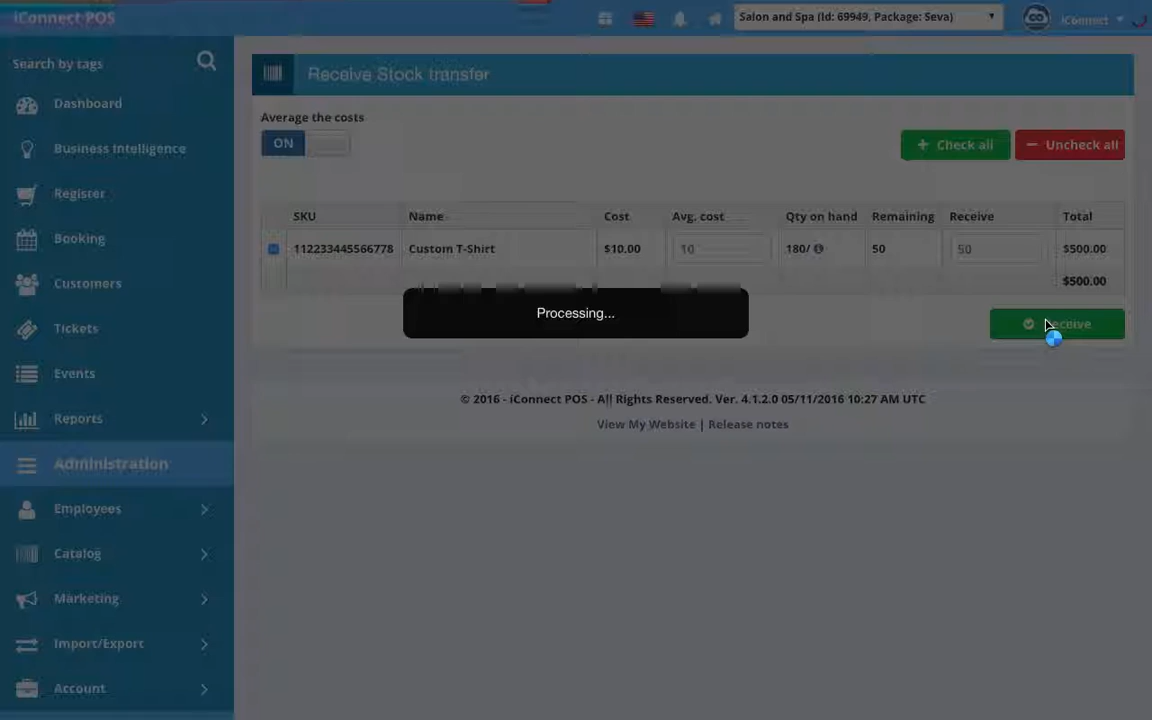 iConnect POS
Salon and Spa (Id: 69949, Package: Seva)
iConnect
Search by tags
Dashboard
Business Intelligence
Register
Booking
Customers
Tickets
Events
Reports
Administration
Employees
Catalog
Marketing
Import/Export
Account
Receive Stock transfer
Average the costs
ON
Check all
Uncheck all
SKU Name Cost Avg. cost Qty on hand Remaining Receive Total
112233445566778 Custom T-Shirt $10.00 10 180/ 50 50 $500.00
$500.00
Processing...
Receive
© 2016 - iConnect POS - All Rights Reserved. Ver. 4.1.2.0 05/11/2016 10:27 AM UTC
View My Website | Release notes